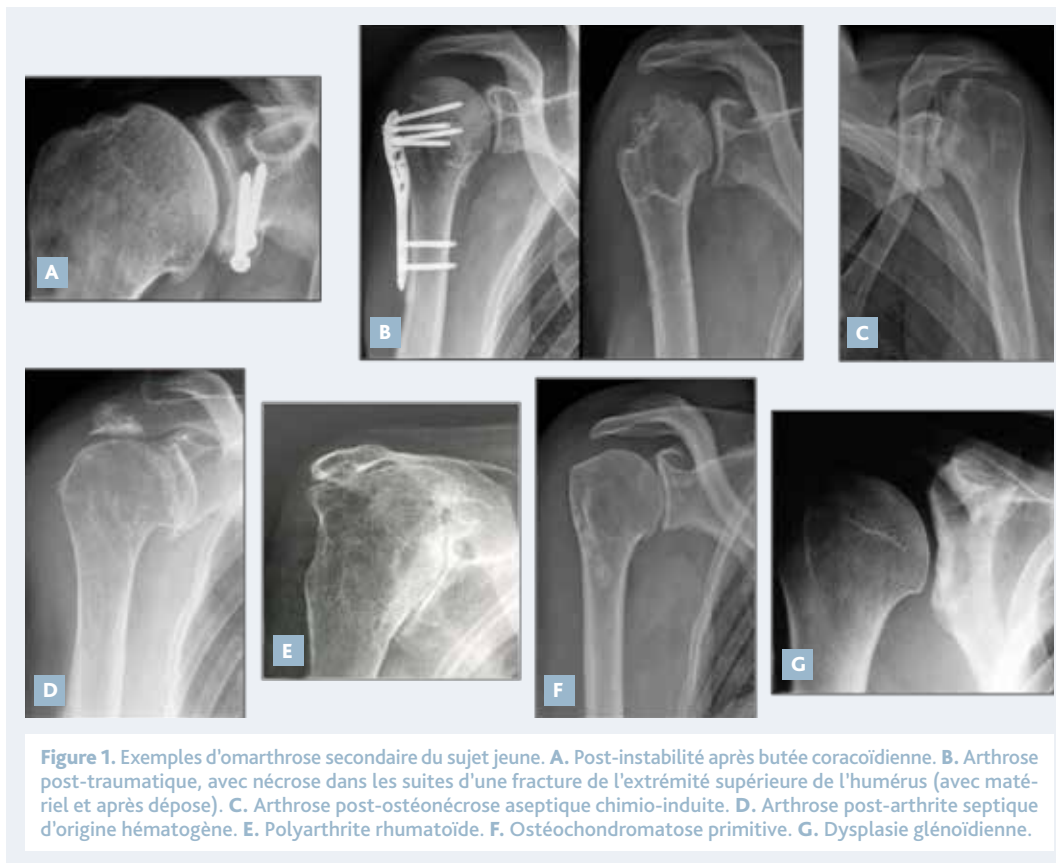 A
B
C
D
E
F
G
Figure 1. Exemples d'omarthrose secondaire du sujet jeune. A. Post-instabilité après butée coracoïdienne. B. Arthrose
post-traumatique, avec nécrose dans les suites d'une fracture de l'extrémité supérieure de l'humérus (avec maté-
riel et après dépose). C. Arthrose post-ostéonécrose aseptique chimio-induite. D. Arthrose post-arthrite septique
d'origine hématogène. E. Polyarthrite rhumatoïde. F. Ostéochondromatose primitive. G. Dysplasie glénoïdienne.